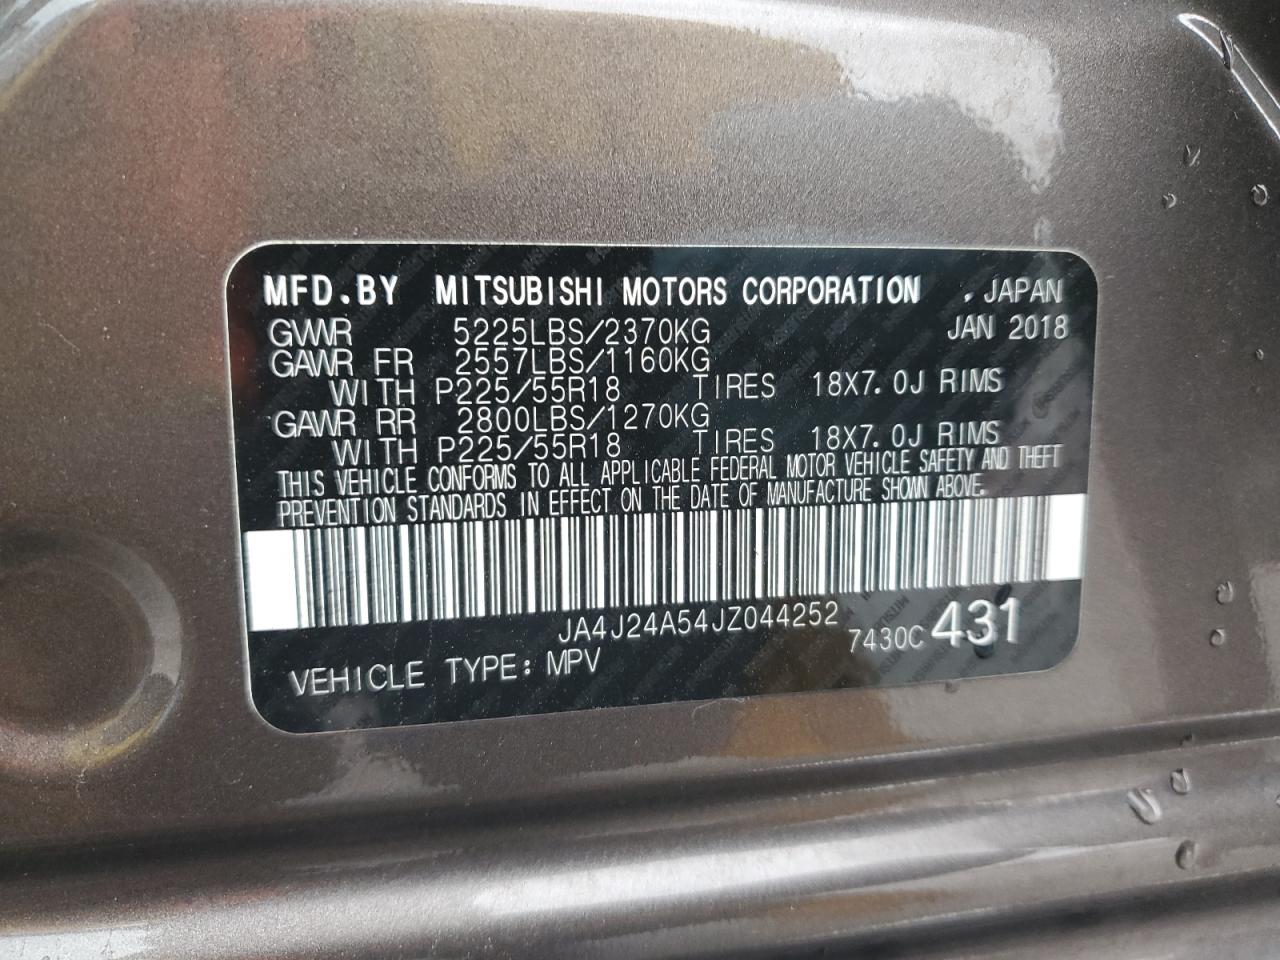 MFD.BY MITSUBISHI MOTORS CORPORATION . JAPAN
GVWR 5225LBS/2370KG JAN 2018
GAWR FR 2557LBS/1160KG
WITH P225/55R18 TIRES 18X7.0J RIMS
GAWR RR 2800LBS/1270KG
WITH P225/55R18 TIRES 18X7.0J RIMS
THIS VEHICLE CONFORMS TO ALL APPLICABLE FEDERAL MOTOR VEHICLE SAFETY AND THEFT
PREVENTION STANDARDS IN EFFECT ON THE DATE OF MANUFACTURE SHOWN ABOVE.
JA4J24A54JZ044252
7430C 431
VEHICLE TYPE: MPV